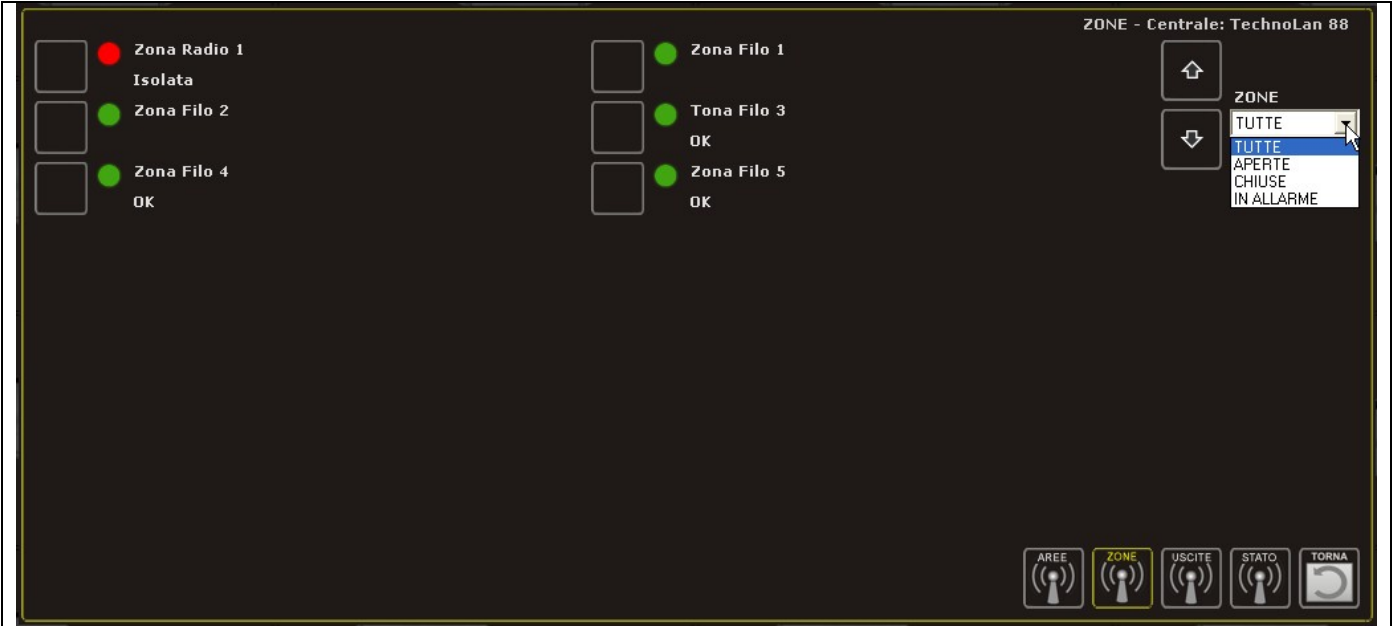 ZONE - Centrale: TechnoLan 88
Zona Radio 1
Isolata
Zona Filo 1
Zona Filo 2
Tona Filo 3
OK
Zona Filo 4
OK
Zona Filo 5
OK
ZONE
TUTTE
TUTTE
APERTE
CHIUSE
IN ALLARME
AREE
ZONE
USCITE
STATO
TORNA